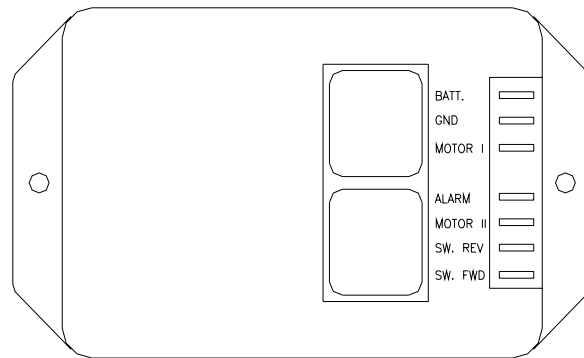 BATT.
GND
MOTOR I
ALARM
MOTOR II
SW. REV
SW. FWD